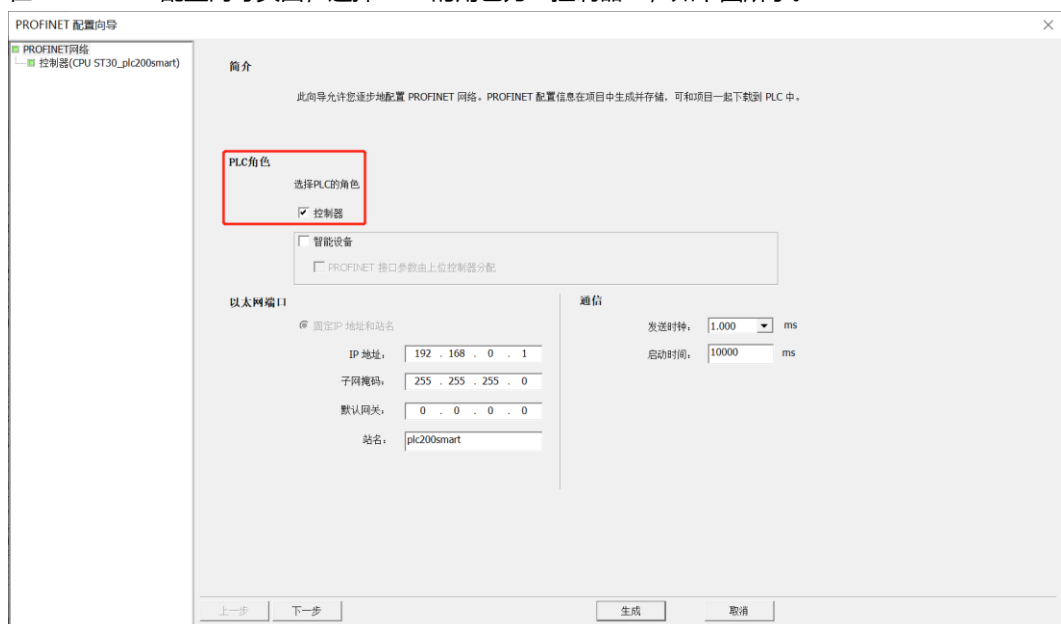 PROFINET 配置向导
PROFINET网络
控制器(CPU ST30_plc200smart)
简介
此向导允许您逐步地配置 PROFINET 网络。PROFINET 配置信息在项目中生成并存储，可和项目一起下载到 PLC 中。
PLC角色
选择PLC的角色
控制器
智能设备
PROFINET 接口参数由上位控制器分配
以太网端口
通信
固定IP 地址和站名
发送时钟： 1.000 ms
IP 地址： 192 . 168 . 0 . 1
启动时间： 10000 ms
子网掩码： 255 . 255 . 255 . 0
默认网关： 0 . 0 . 0 . 0
站名： plc200smart
上一步 下一步 生成 取消